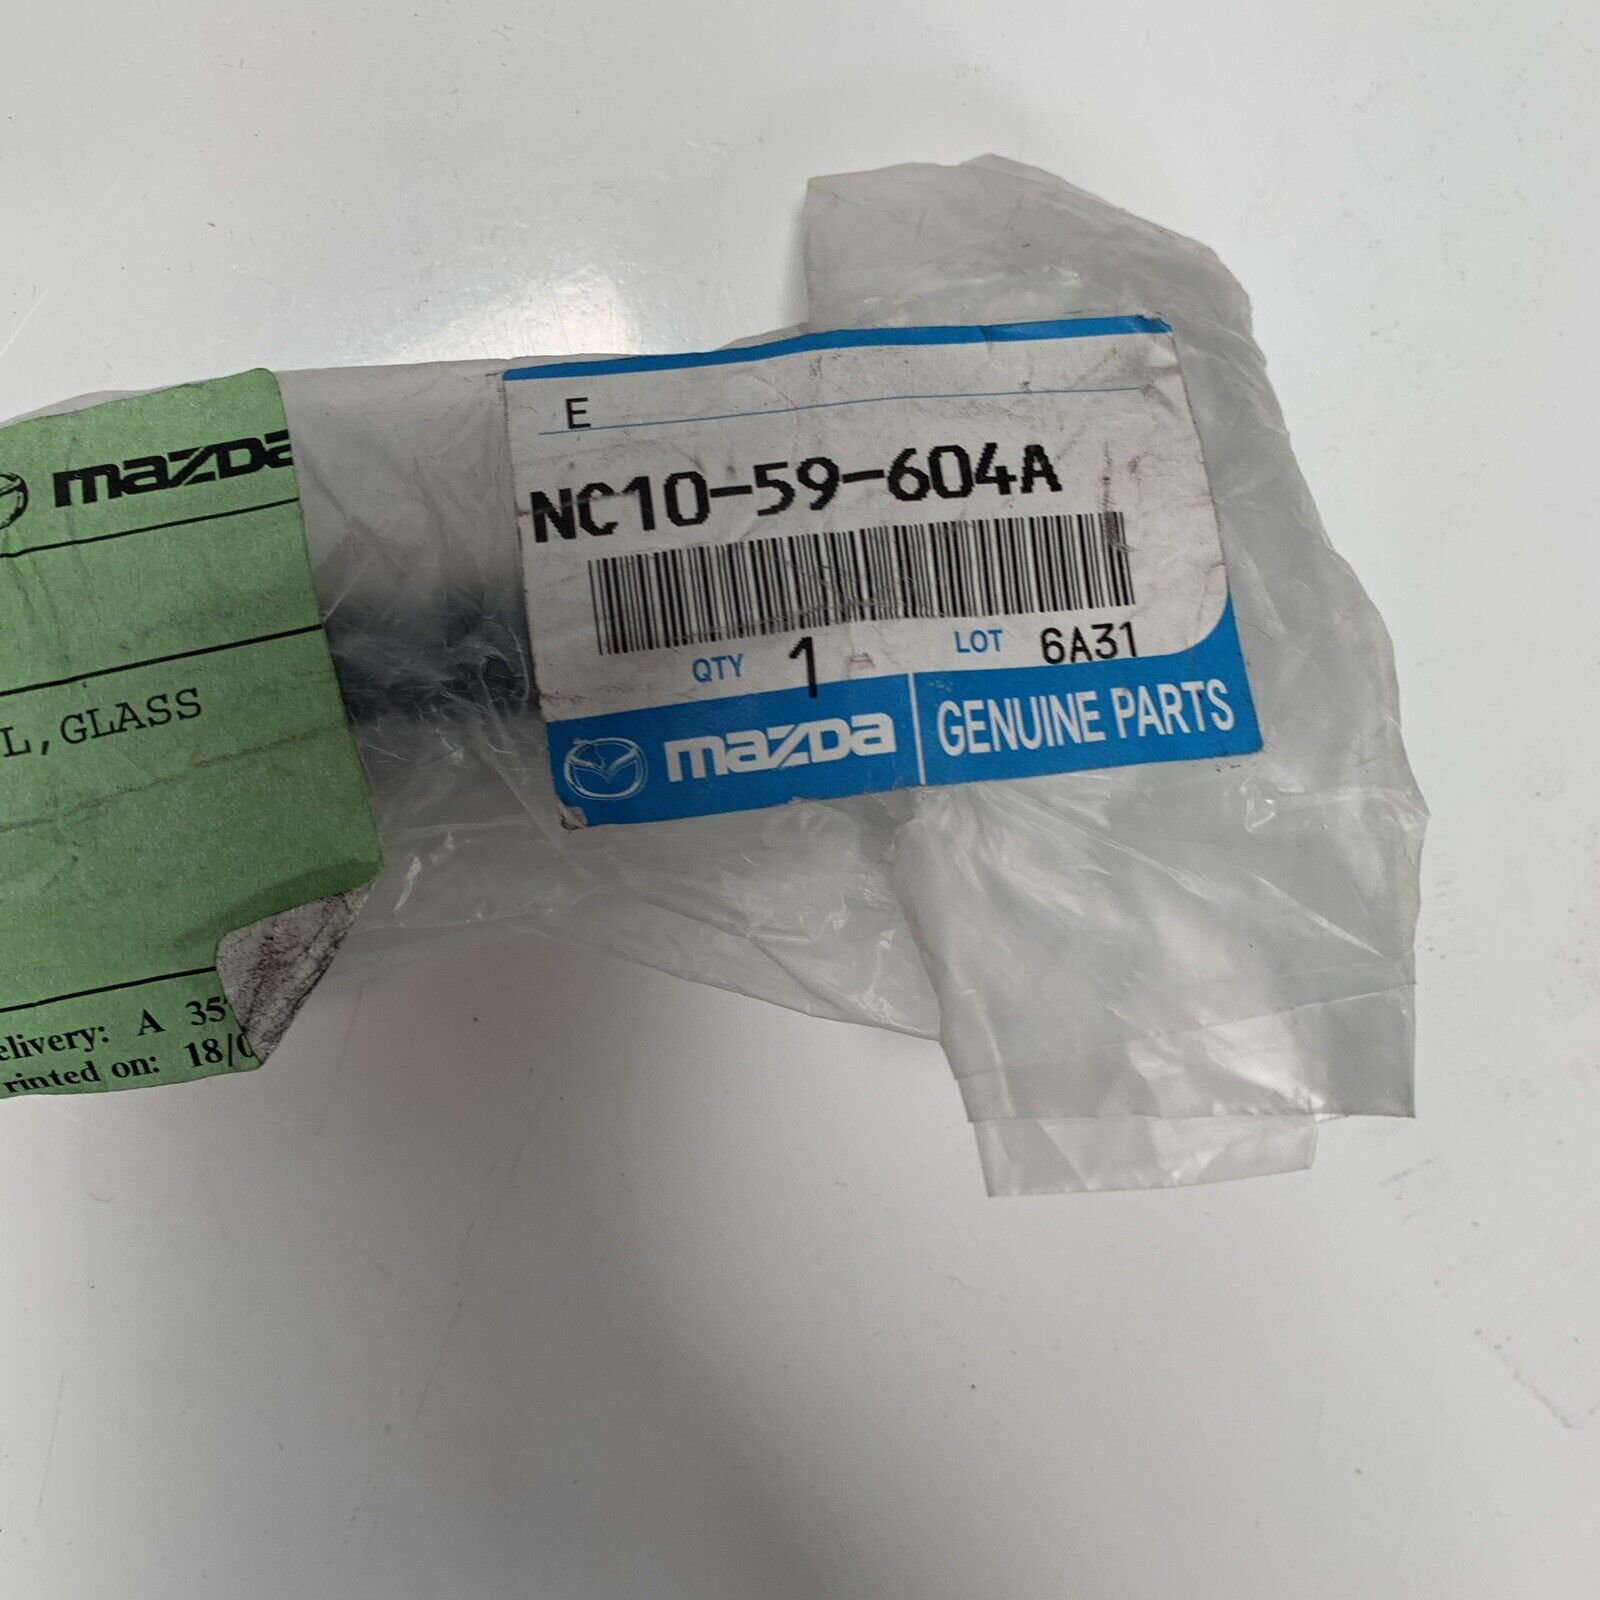 mazda
L,GLASS
elivery: A 35
rinted on: 18/0
E
NC10-59-604A
QTY 1 LOT 6A31
mazda GENUINE PARTS